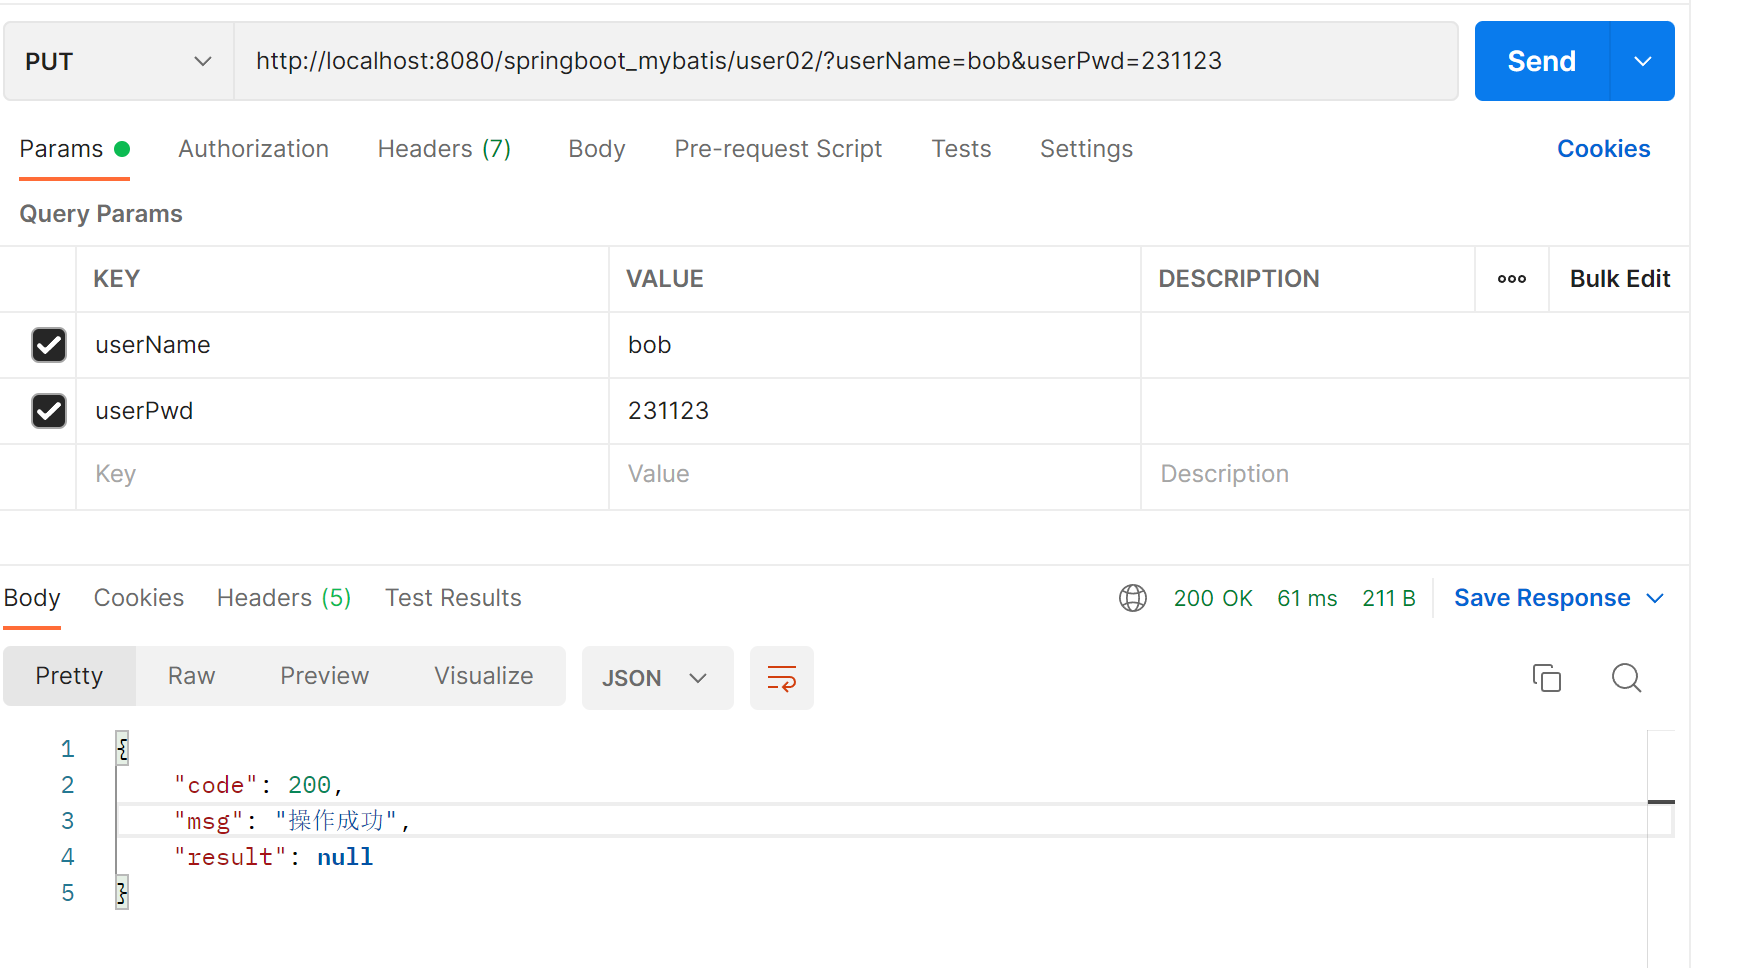 PUT http://localhost:8080/springboot_mybatis/user02/?userName=bob&userPwd=231123 Send
Params Authorization Headers (7) Body Pre-request Script Tests Settings Cookies
Query Params
KEY VALUE DESCRIPTION ooo Bulk Edit
userName bob
userPwd 231123
Key Value Description
Body Cookies Headers (5) Test Results 200 OK 61 ms 211 B Save Response
Pretty Raw Preview Visualize JSON
1 {
2 "code": 200,
3 "msg": "操作成功",
4 "result": null
5 }